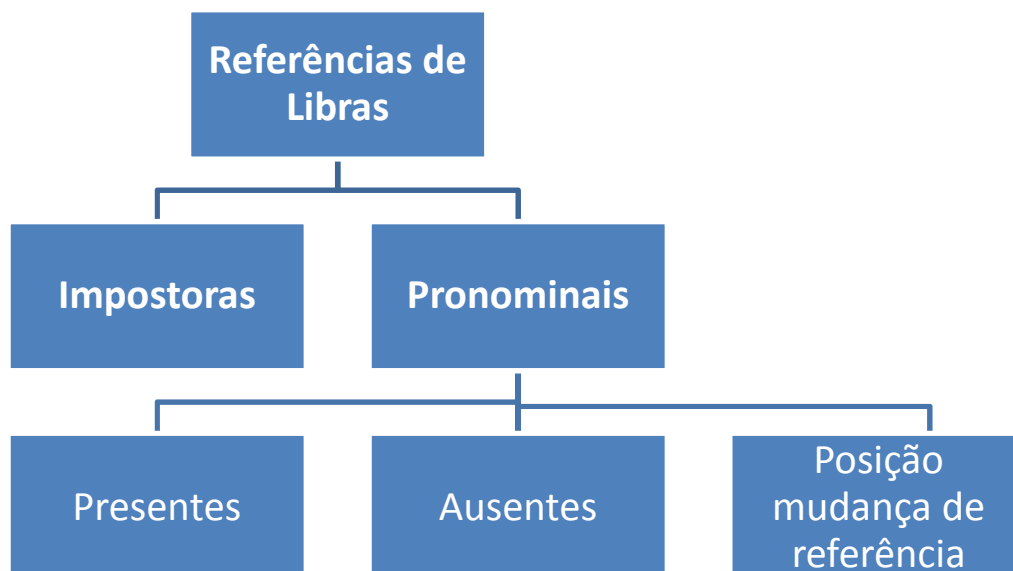 Referências de
Libras
Impostoras
Pronominais
Presentes
Ausentes
Posição
mudança de
referência